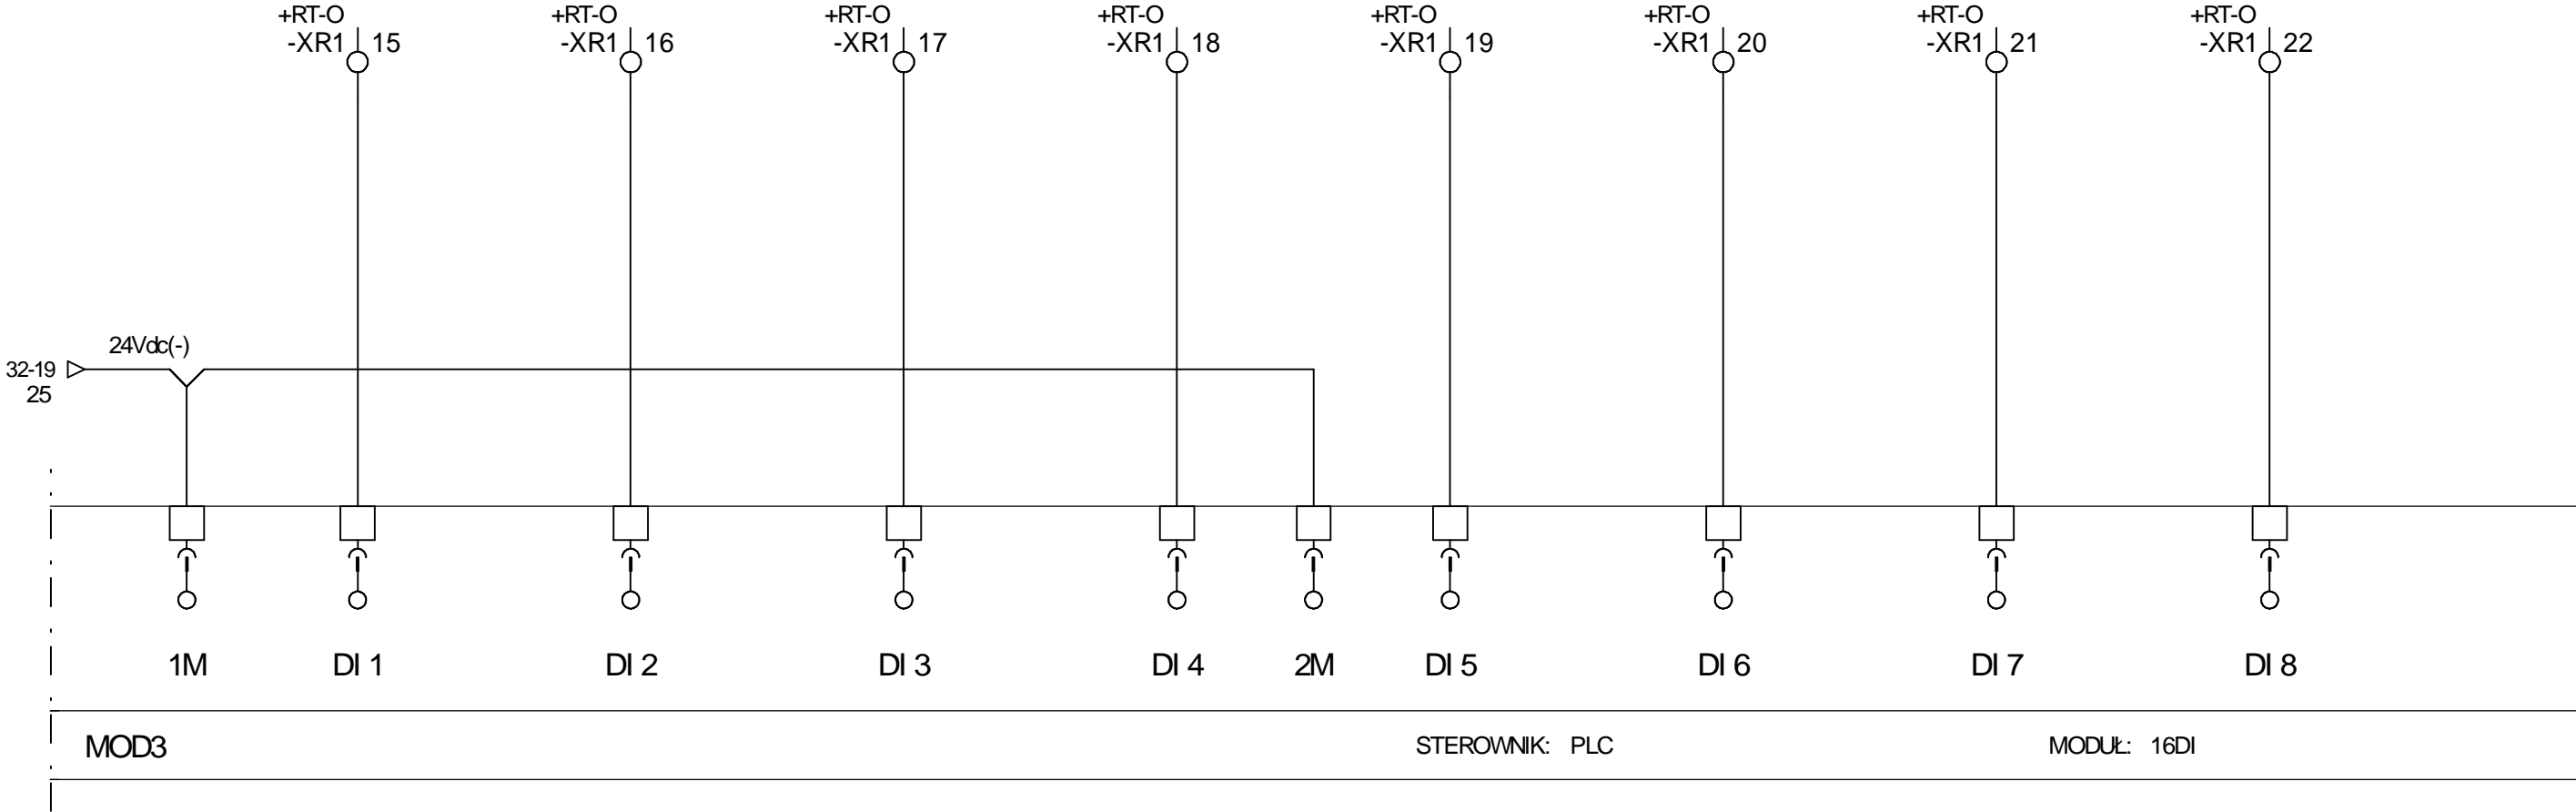 +RT-O +RT-O +RT-O +RT-O +RT-O +RT-O +RT-O +RT-O
-XR1 15 -XR1 16 -XR1 17 -XR1 18 -XR1 19 -XR1 20 -XR1 21 -XR1 22
24Vdc(-)
32-19
25
1M DI 1 DI 2 DI 3 DI 4 2M DI 5 DI 6 DI 7 DI 8
MOD3 STEROWNIK: PLC MODUŁ: 16DI